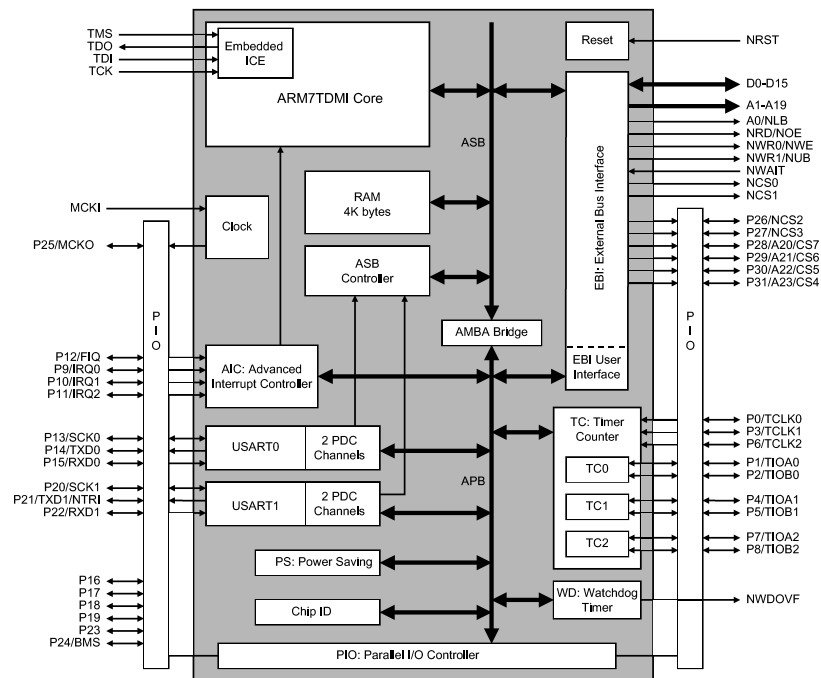 TMS
TDO
TDI
TCK
Embedded
ICE
ARM7TDMI Core
Reset
NRST
D0-D15
A1-A19
A0/NLB
NRD/NOE
NWR0/NWE
NWR1/NUB
NWAIT
NCS0
NCS1
ASB
EBI: External Bus Interface
RAM
4K bytes
MCKI
Clock
P25/MCKO
ASB
Controller
P26/NCS2
P27/NCS3
P28/A20/CS7
P29/A21/CS6
P30/A22/CS5
P31/A23/CS4
P
I
O
P
I
O
AMBA Bridge
EBI User
Interface
P12/FIQ
P9/IRQ0
P10/IRQ1
P11/IRQ2
AIC: Advanced
Interrupt Controller
P13/SCK0
P14/TXD0
P15/RXD0
USART0
2 PDC
Channels
TC: Timer
Counter
P0/TCLK0
P3/TCLK1
P6/TCLK2
TC0
P1/TIOA0
P2/TIOB0
P20/SCK1
P21/TXD1/NTRI
P22/RXD1
USART1
2 PDC
Channels
APB
TC1
P4/TIOA1
P5/TIOB1
TC2
P7/TIOA2
P8/TIOB2
PS: Power Saving
P16
P17
P18
P19
P23
P24/BMS
Chip ID
WD: Watchdog
Timer
NWDOVF
PIO: Parallel I/O Controller